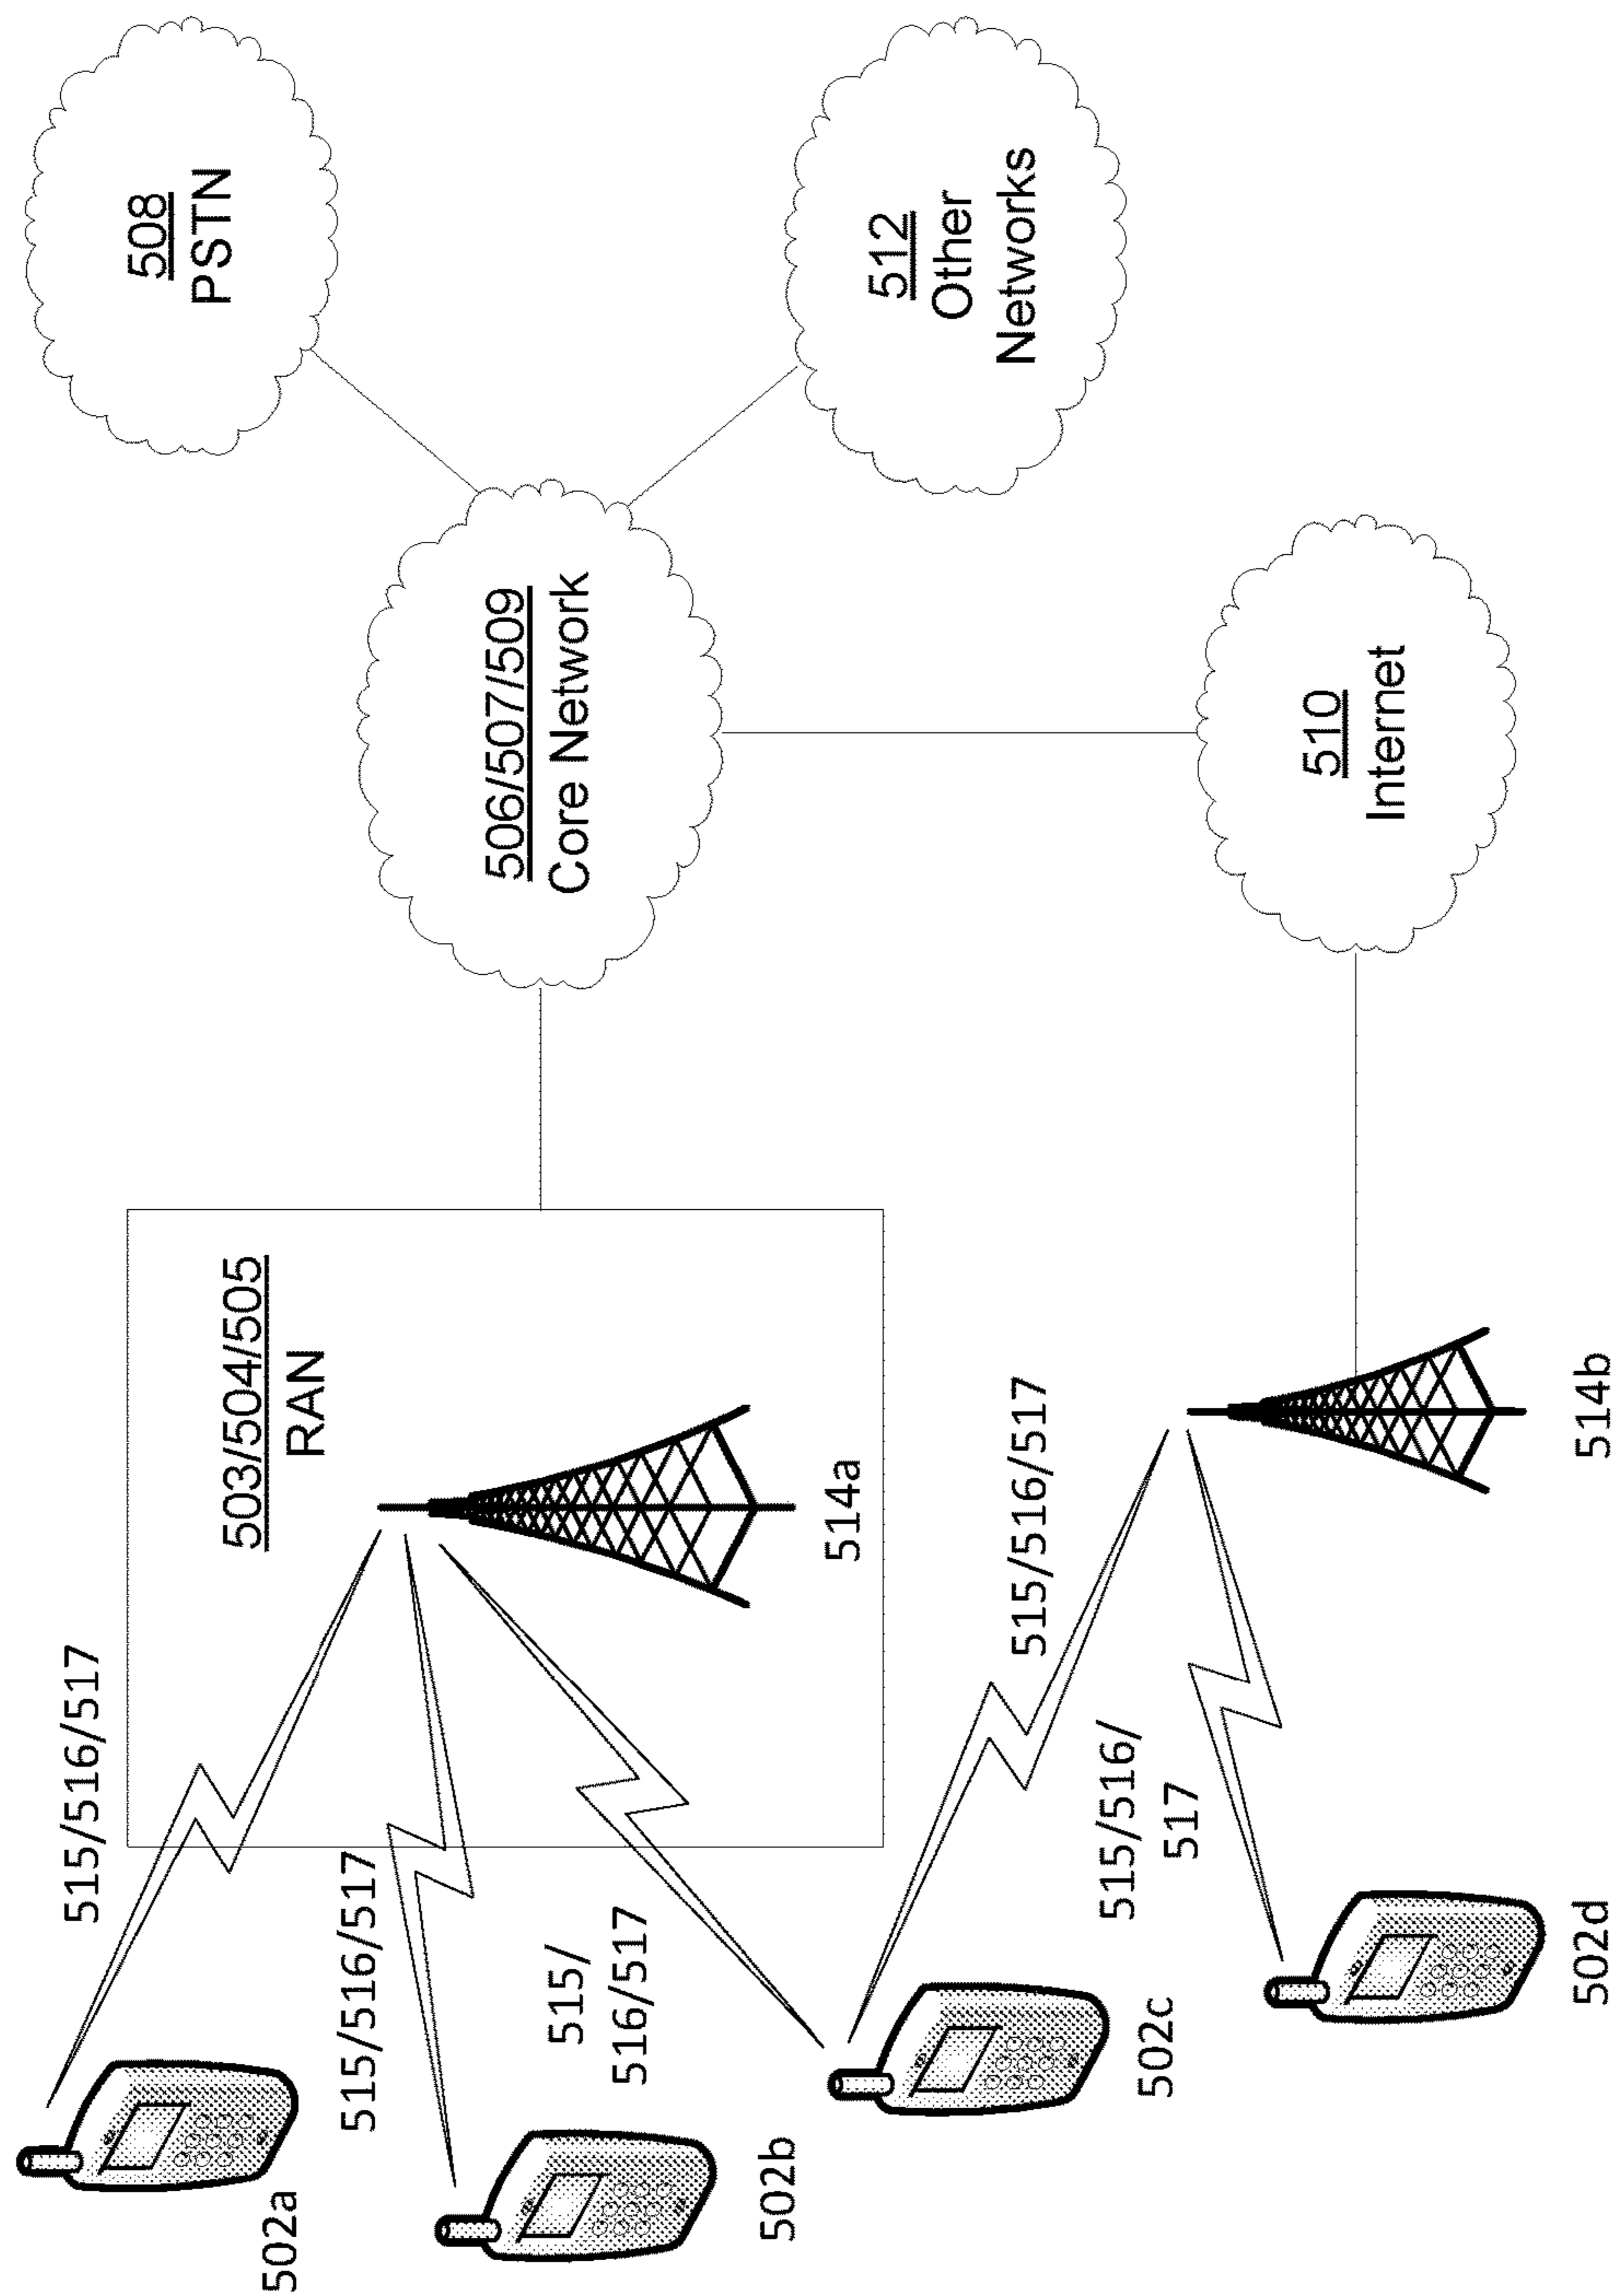 515/516/517
503/504/505
RAN
508
PSTN
502a
515/516/517
514a
506/507/509
Core Network
512
Other
Networks
502b
515/
516/517
502c
515/516/517
515/516/
517
510
Internet
502d
514b